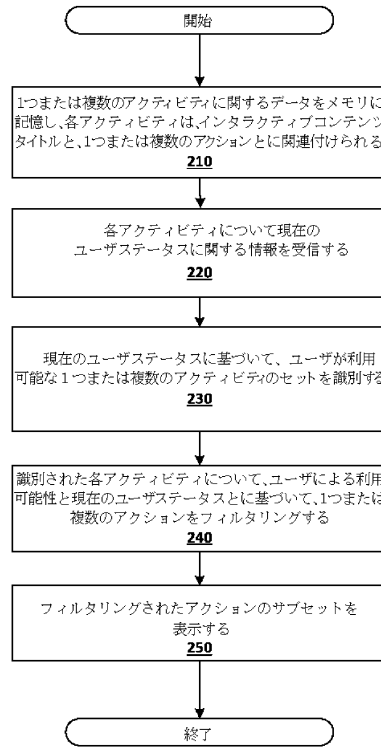 開始
1つまたは複数のアクティビティに関するデータをメモリに
記憶し、各アクティビティは、インタラクティブコンテンツ
タイトルと、1つまたは複数のアクションとに関連付けられる
210
各アクティビティについて現在の
ユーザステータスに関する情報を受信する
220
現在のユーザステータスに基づいて、ユーザが利用
可能な1つまたは複数のアクティビティのセットを識別する
230
識別された各アクティビティについて、ユーザによる利用
可能性と現在のユーザステータスとに基づいて、1つまたは
複数のアクションをフィルタリングする
240
フィルタリングされたアクションのサブセットを
表示する
250
終了